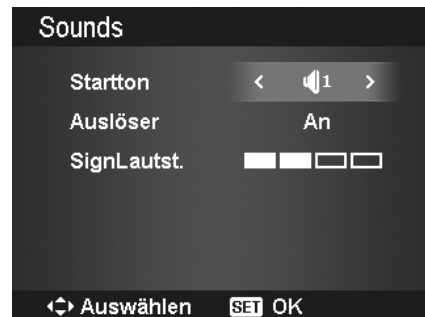 Sounds
Startton < 1 >
Auslöser An
SignLautst.
Auswählen SET OK